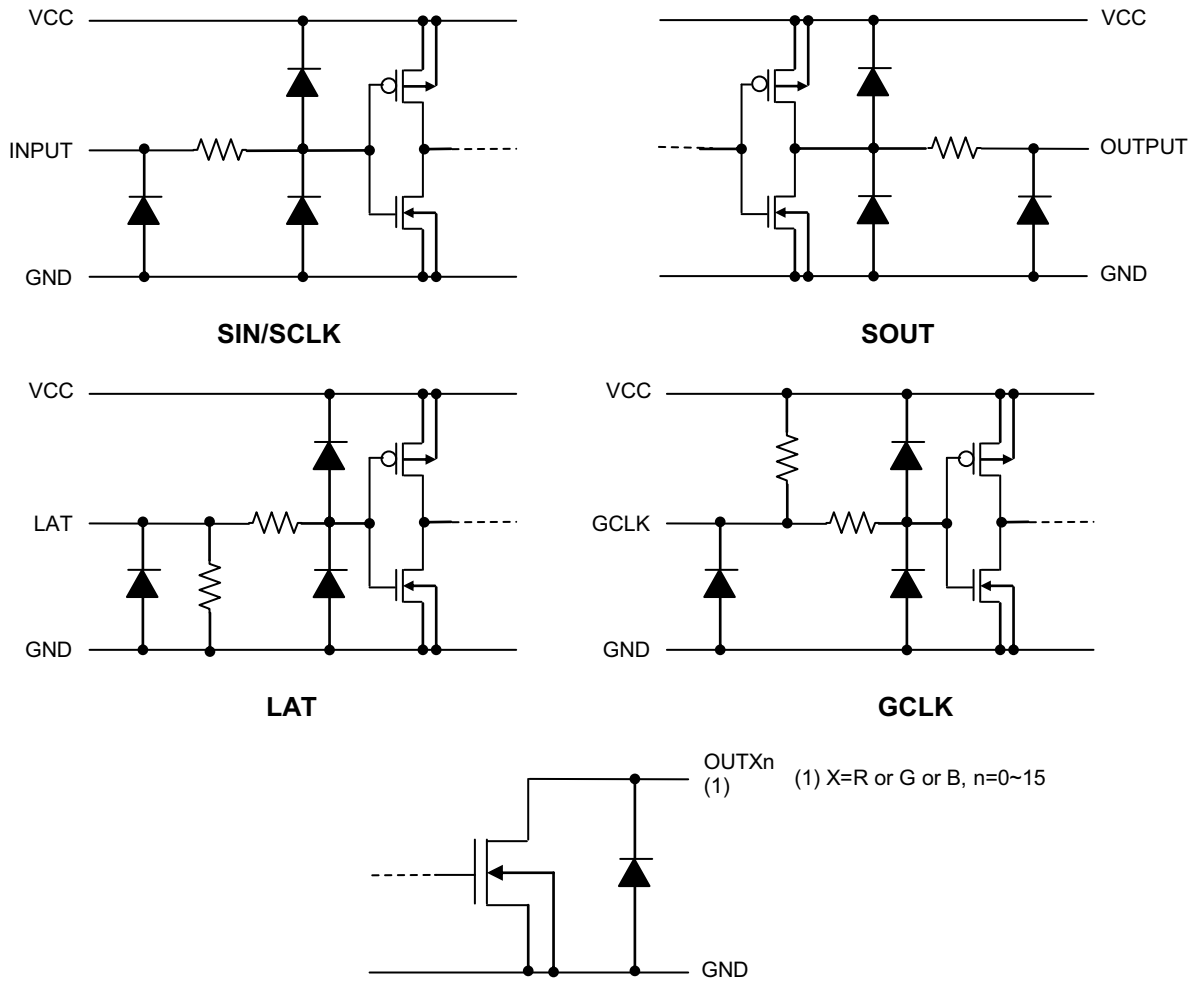 VCC
INPUT
GND
SIN/SCLK
VCC
OUTPUT
GND
SOUT
VCC
LAT
GND
LAT
VCC
GCLK
GND
GCLK
OUTXn
(1)
(1) X=R or G or B, n=0~15
GND